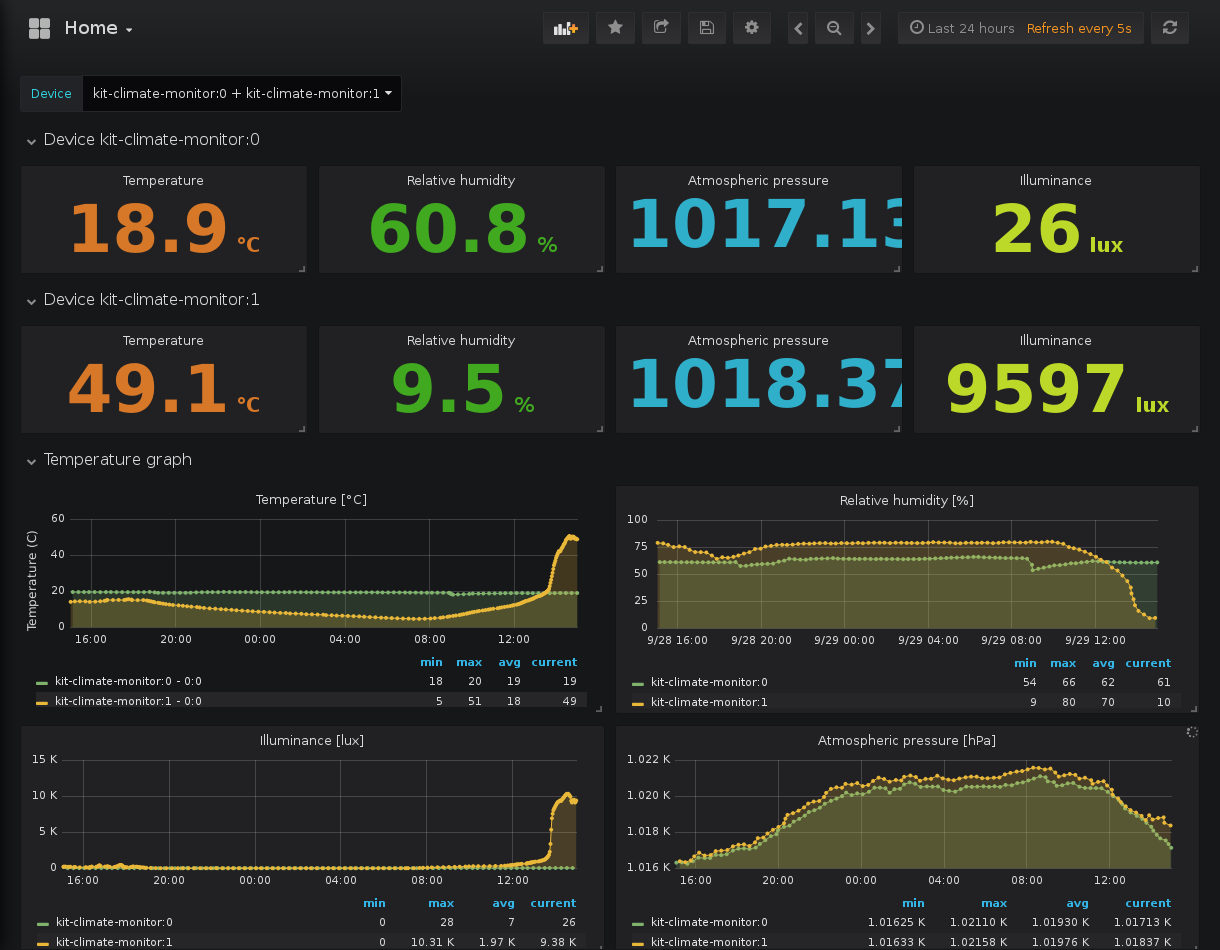 Home
Last 24 hours Refresh every 5s
Device kit-climate-monitor:0 + kit-climate-monitor:1
Device kit-climate-monitor:0
Temperature Relative humidity Atmospheric pressure Illuminance
18.9 °C 60.8 % 1017.13 26 lux
Device kit-climate-monitor:1
Temperature Relative humidity Atmospheric pressure Illuminance
49.1 °C 9.5 % 1018.37 9597 lux
Temperature graph
Temperature [°C]
Temperature (C)
60
40
20
0
16:00 20:00 00:00 04:00 08:00 12:00
min max avg current
kit-climate-monitor:0 - 0:0 18 20 19 19
kit-climate-monitor:1 - 0:0 5 51 18 49
Relative humidity [%]
100
75
50
25
0
9/28 16:00 9/28 20:00 9/29 00:00 9/29 04:00 9/29 08:00 9/29 12:00
min max avg current
kit-climate-monitor:0 54 66 62 61
kit-climate-monitor:1 9 80 70 10
Illuminance [lux]
15 K
10 K
5 K
0
16:00 20:00 00:00 04:00 08:00 12:00
min max avg current
kit-climate-monitor:0 0 28 7 26
kit-climate-monitor:1 0 10.31 K 1.97 K 9.38 K
Atmospheric pressure [hPa]
1.022 K
1.020 K
1.018 K
1.016 K
16:00 20:00 00:00 04:00 08:00 12:00
min max avg current
kit-climate-monitor:0 1.01625 K 1.02110 K 1.01930 K 1.01713 K
kit-climate-monitor:1 1.01633 K 1.02158 K 1.01976 K 1.01837 K